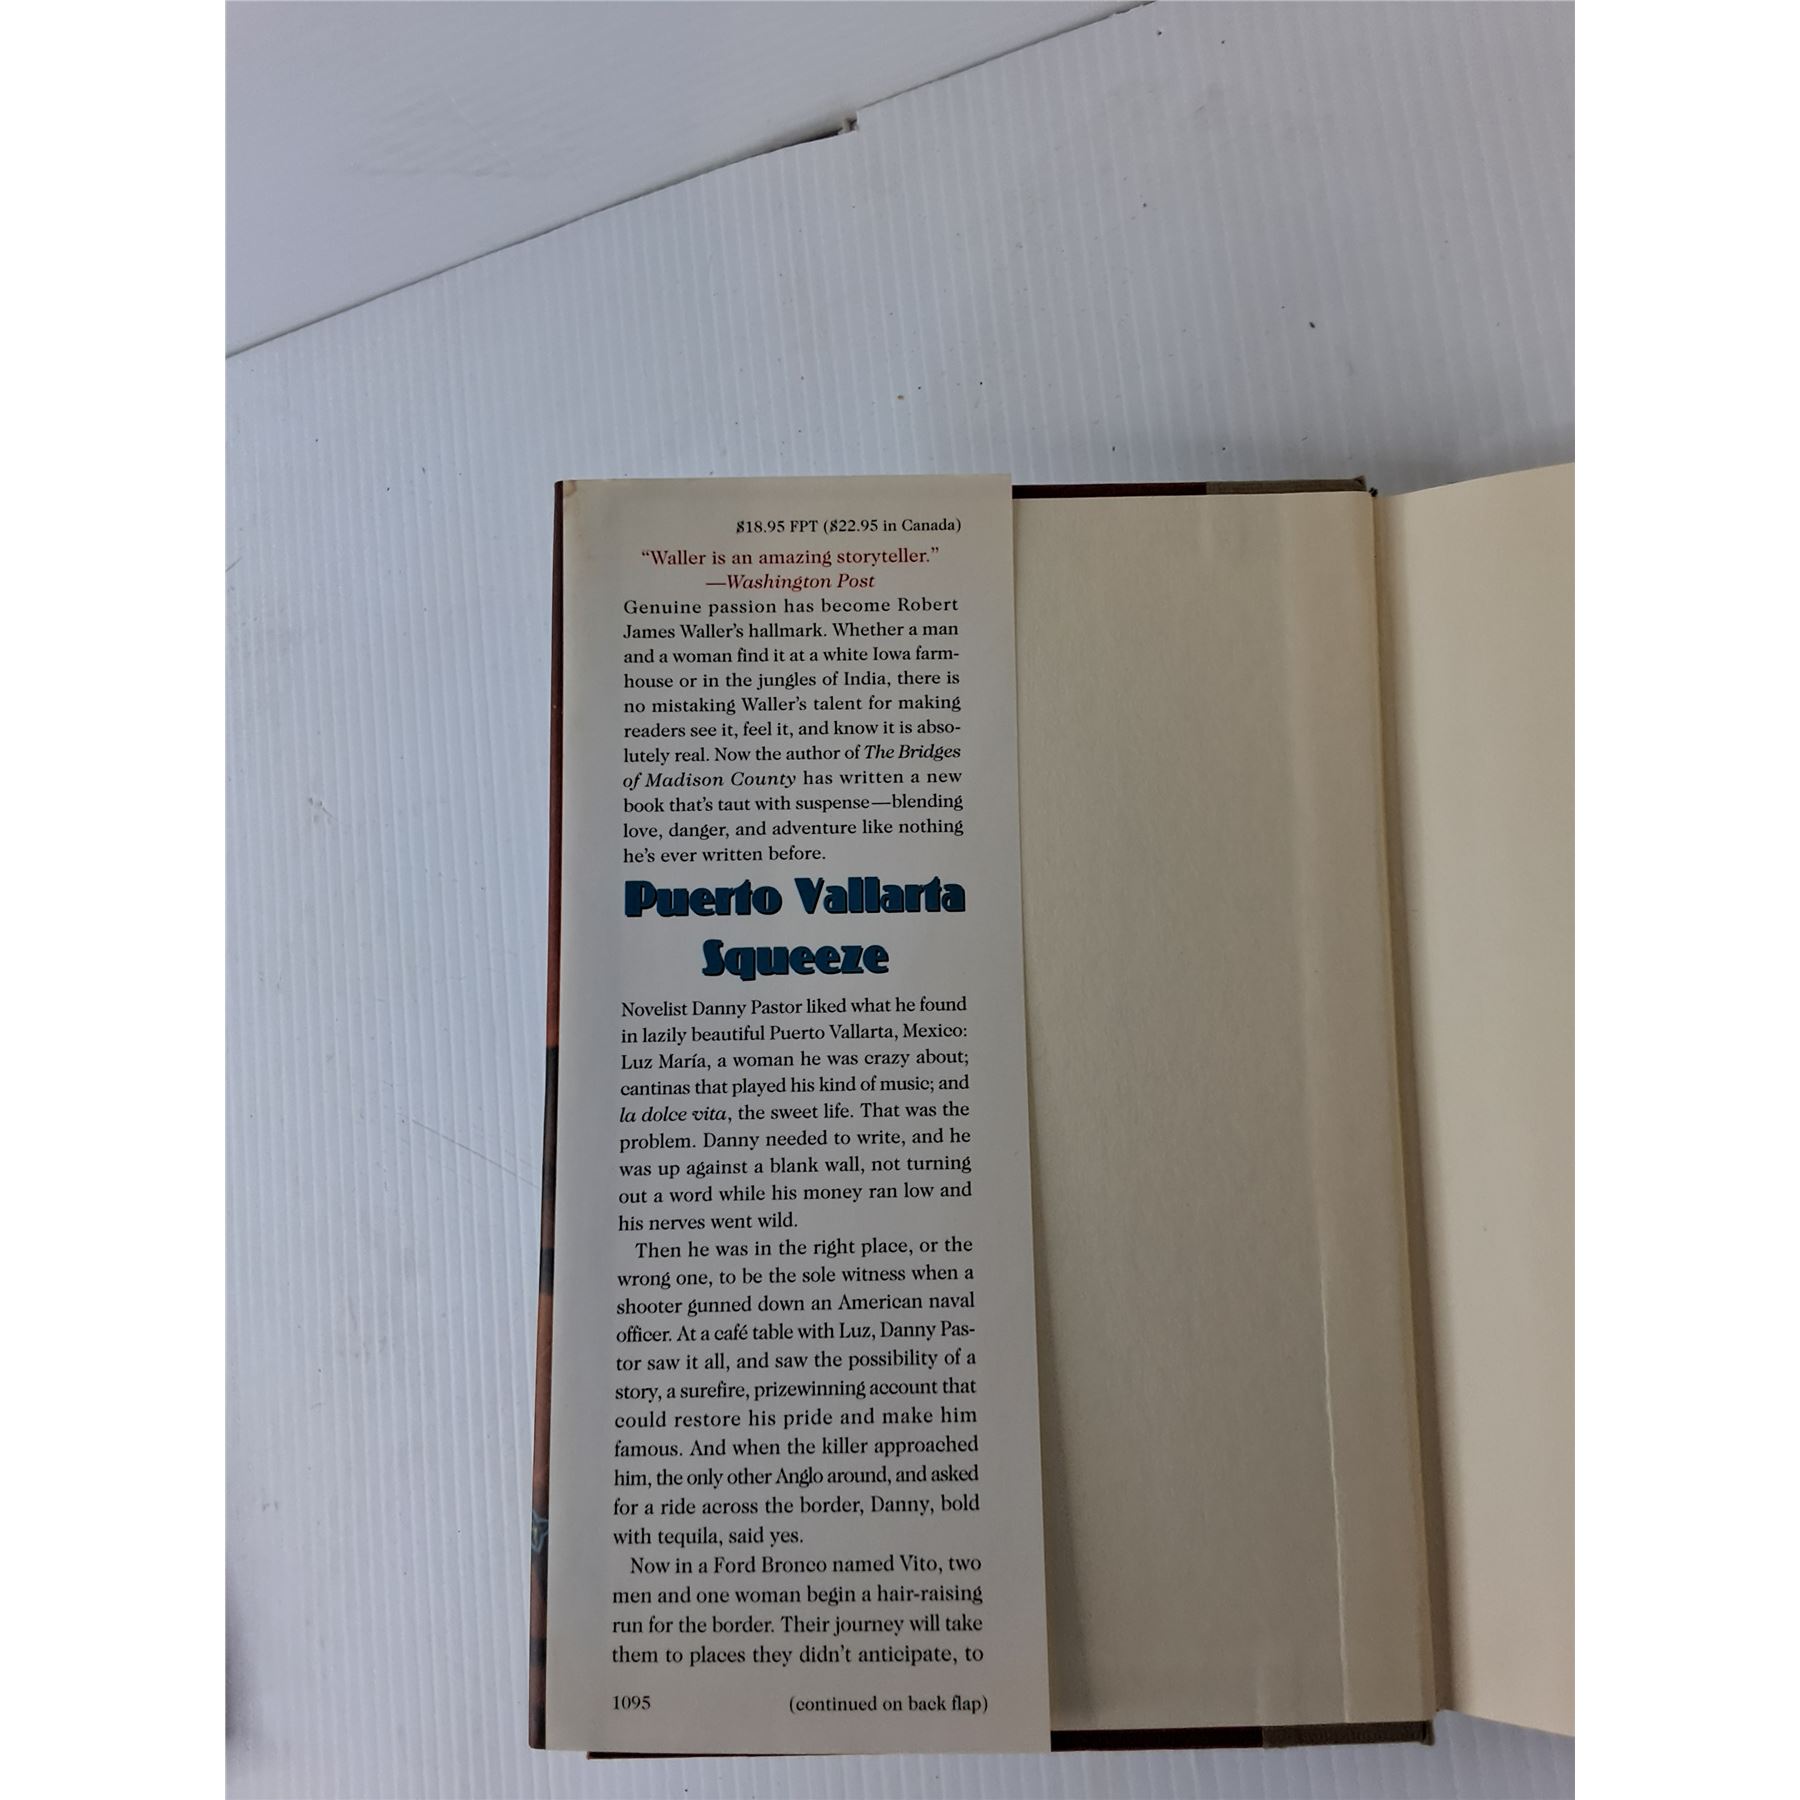 $18.95 FPT ($22.95 in Canada)
“Waller is an amazing storyteller.”
—Washington Post
Genuine passion has become Robert
James Waller’s hallmark. Whether a man
and a woman find it at a white Iowa farm-
house or in the jungles of India, there is
no mistaking Waller’s talent for making
readers see it, feel it, and know it is abso-
lutely real. Now the author of The Bridges
of Madison County has written a new
book that’s taut with suspense—blending
love, danger, and adventure like nothing
he’s ever written before.
Puerto Vallarta
Squeeze
Novelist Danny Pastor liked what he found
in lazily beautiful Puerto Vallarta, Mexico:
Luz María, a woman he was crazy about;
cantinas that played his kind of music; and
la dolce vita, the sweet life. That was the
problem. Danny needed to write, and he
was up against a blank wall, not turning
out a word while his money ran low and
his nerves went wild.
Then he was in the right place, or the
wrong one, to be the sole witness when a
shooter gunned down an American naval
officer. At a café table with Luz, Danny Pas-
tor saw it all, and saw the possibility of a
story, a surefire, prizewinning account that
could restore his pride and make him
famous. And when the killer approached
him, the only other Anglo around, and asked
for a ride across the border, Danny, bold
with tequila, said yes.
Now in a Ford Bronco named Vito, two
men and one woman begin a hair-raising
run for the border. Their journey will take
them to places they didn’t anticipate, to
1095 (continued on back flap)